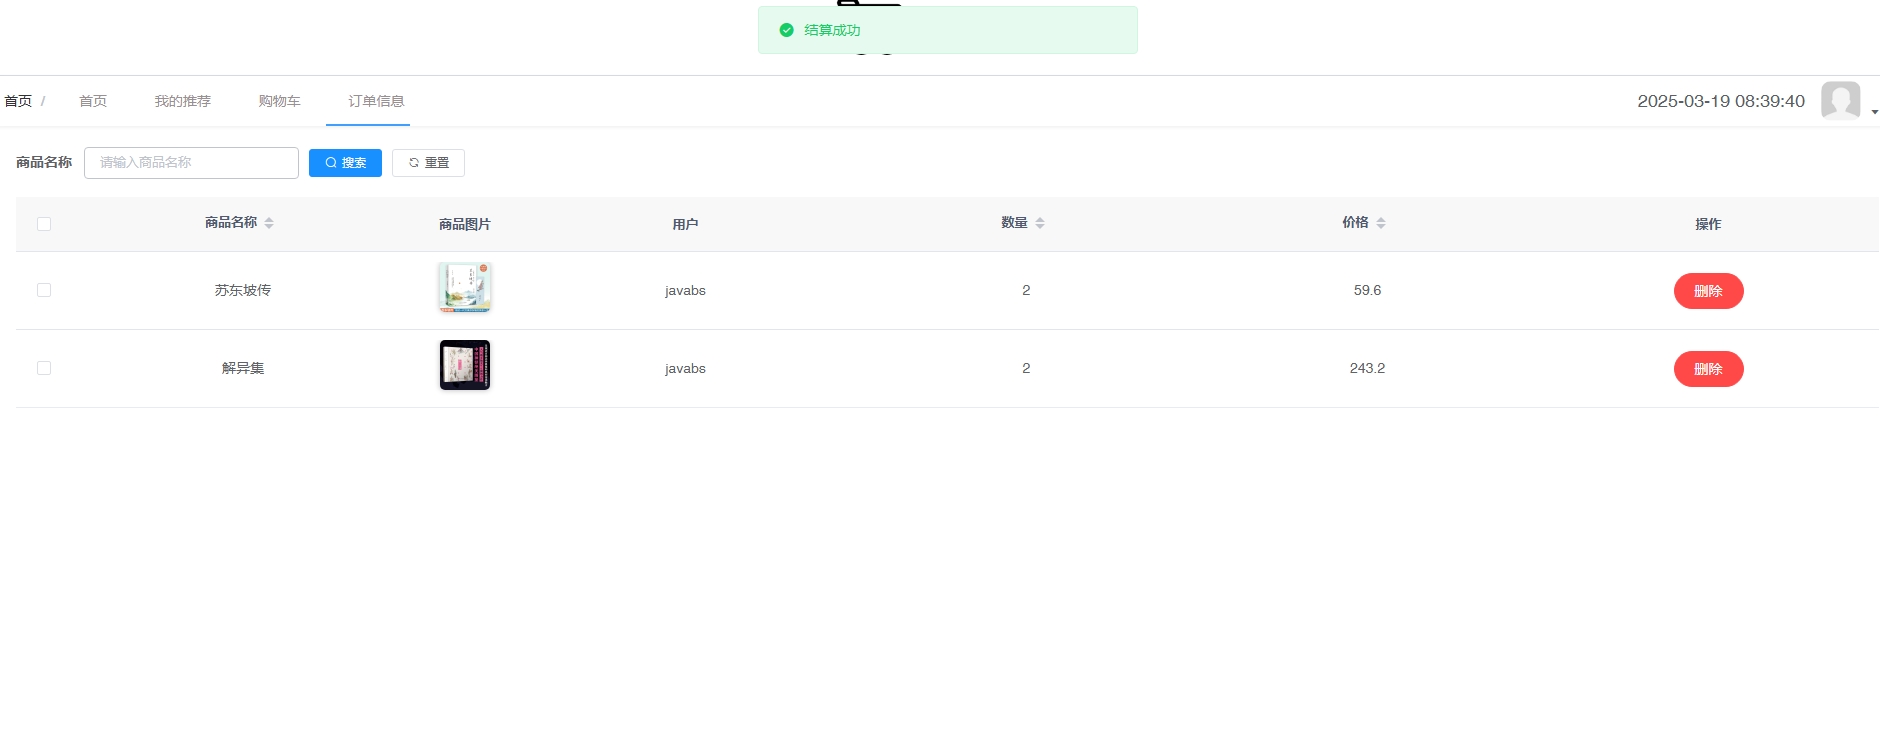 结算成功
首页 / 首页 我的推荐 购物车 订单信息 2025-03-19 08:39:40
商品名称 请输入商品名称 搜索 重置
商品名称 商品图片 用户 数量 价格 操作
苏东坡传 javabs 2 59.6 删除
解异集 javabs 2 243.2 删除